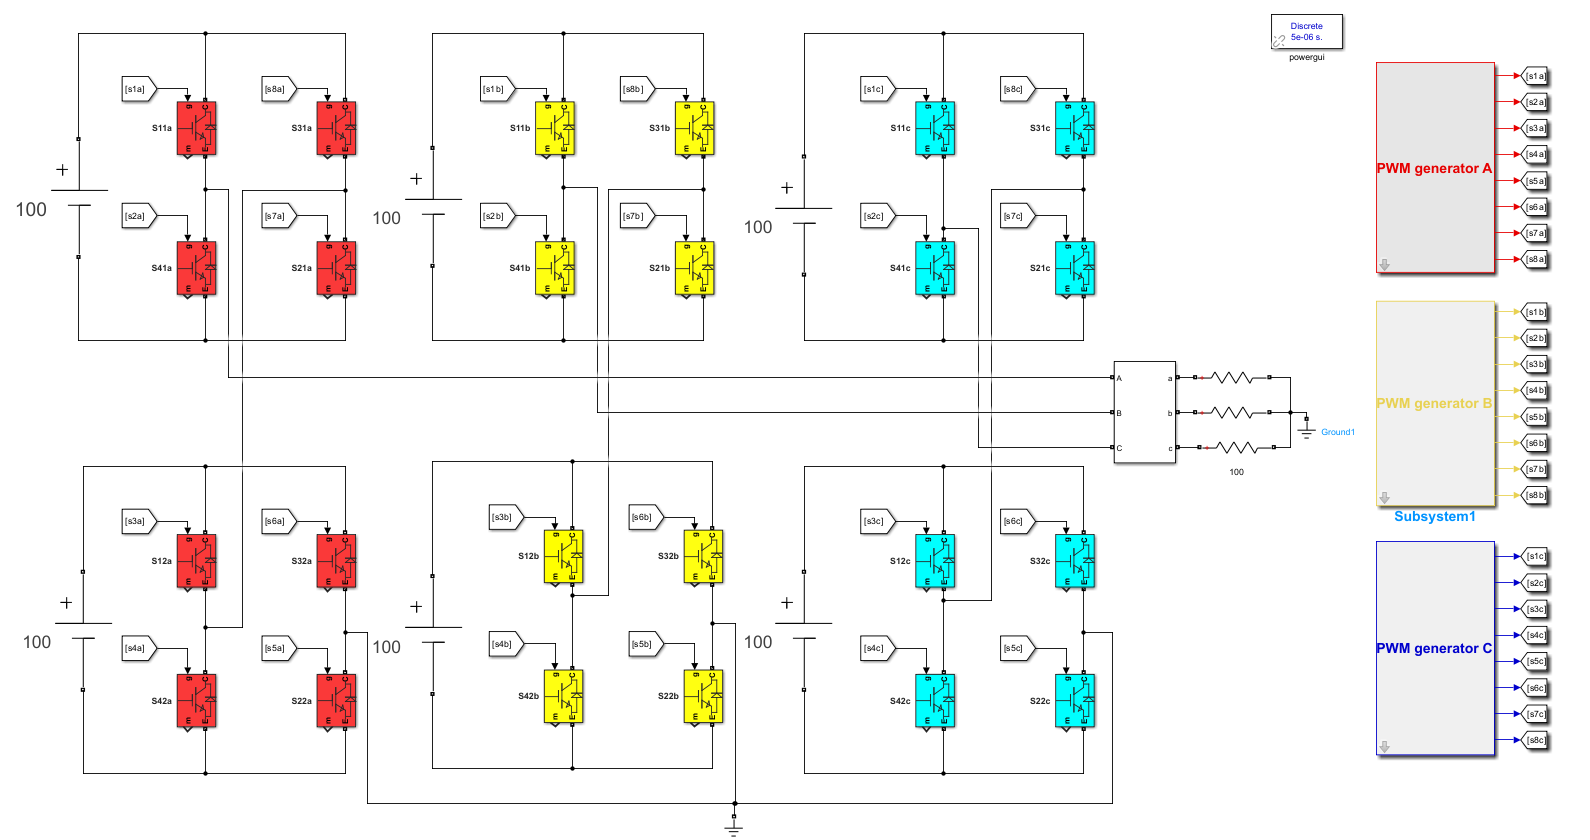 Discrete
5e-06 s.
powergui
[s1a]
[s8a]
[s1b]
[s8b]
[s1c]
[s8c]
g C
S11a
m E
g C
S31a
m E
g C
S11b
m E
g C
S31b
m E
g C
S11c
m E
g C
S31c
m E
+
100
+
100
+
100
[s2a]
[s7a]
[s2b]
[s7b]
[s2c]
[s7c]
g C
S41a
m E
g C
S21a
m E
g C
S41b
m E
g C
S21b
m E
g C
S41c
m E
g C
S21c
m E
A a
B b
C c
+
+
+
100
Ground1
[s3a]
[s6a]
[s3b]
[s6b]
[s3c]
[s6c]
g C
S12a
m E
g C
S32a
m E
g C
S12b
m E
g C
S32b
m E
g C
S12c
m E
g C
S32c
m E
+
100
+
100
+
100
[s4a]
[s5a]
[s4b]
[s5b]
[s4c]
[s5c]
g C
S42a
m E
g C
S22a
m E
g C
S42b
m E
g C
S22b
m E
g C
S42c
m E
g C
S22c
m E
PWM generator A
[s1a]
[s2a]
[s3a]
[s4a]
[s5a]
[s6a]
[s7a]
[s8a]
PWM generator B
[s1b]
[s2b]
[s3b]
[s4b]
[s5b]
[s6b]
[s7b]
[s8b]
Subsystem1
PWM generator C
[s1c]
[s2c]
[s3c]
[s4c]
[s5c]
[s6c]
[s7c]
[s8c]